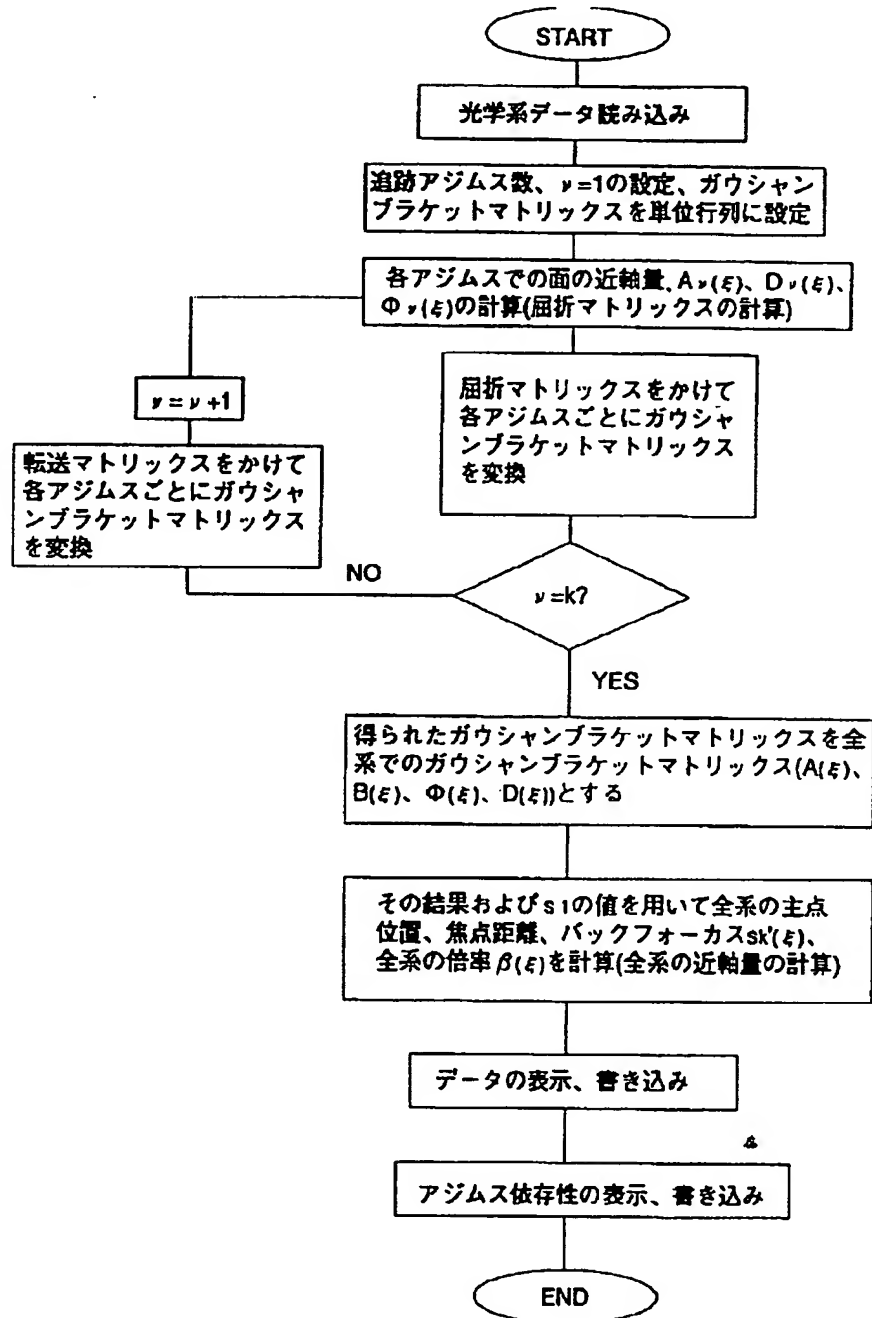 START
光学系データ読み込み
追跡アジムス数、ν=1の設定、ガウシャン
ブラケットマトリックスを単位行列に設定
各アジムスでの面の近軸量、Aν(ξ)、Dν(ξ)、
Φν(ξ)の計算(屈折マトリックスの計算)
屈折マトリックスをかけて
各アジムスごとにガウシャ
ンブラケットマトリックス
を変換
ν=ν+1
転送マトリックスをかけて
各アジムスごとにガウシャ
ンブラケットマトリックス
を変換
NO
ν=k?
YES
得られたガウシャンブラケットマトリックスを全
系でのガウシャンブラケットマトリックス(A(ξ)、
B(ξ)、Φ(ξ)、D(ξ))とする
その結果およびs1の値を用いて全系の主点
位置、焦点距離、バックフォーカスsk'(ξ)、
全系の倍率β(ξ)を計算(全系の近軸量の計算)
データの表示、書き込み
アジムス依存性の表示、書き込み
END